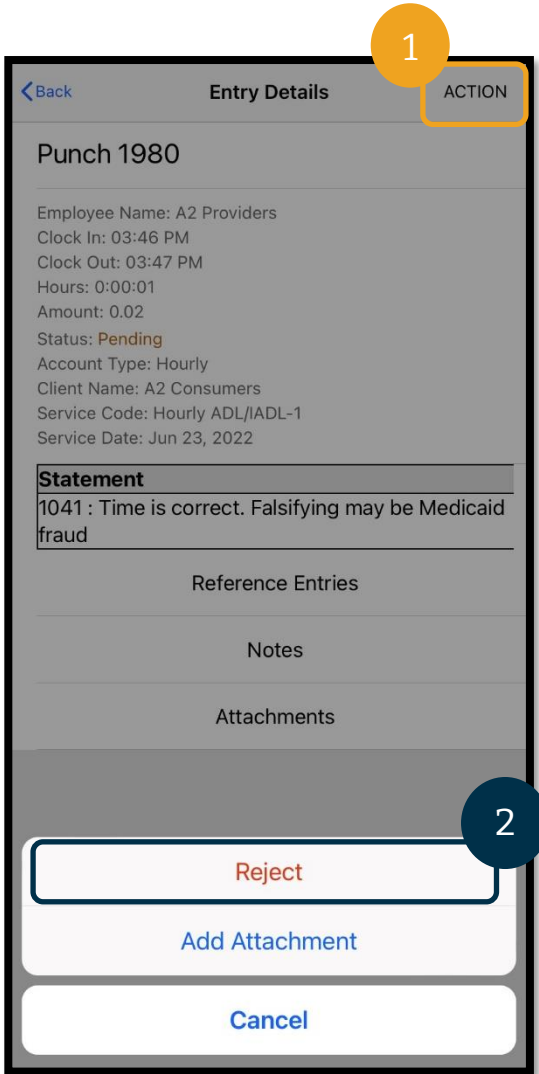 1
Back
Entry Details
ACTION
Punch 1980
Employee Name: A2 Providers
Clock In: 03:46 PM
Clock Out: 03:47 PM
Hours: 0:00:01
Amount: 0.02
Status: Pending
Account Type: Hourly
Client Name: A2 Consumers
Service Code: Hourly ADL/IADL-1
Service Date: Jun 23, 2022
Statement
1041 : Time is correct. Falsifying may be Medicaid
fraud
Reference Entries
Notes
Attachments
2
Reject
Add Attachment
Cancel